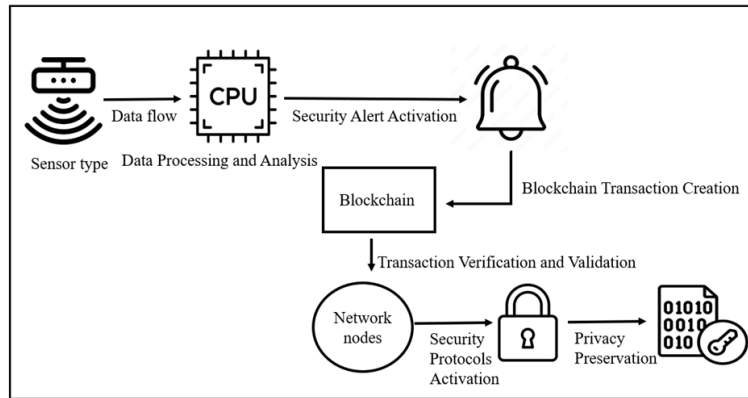 CPU
Data flow
Security Alert Activation
Sensor type
Data Processing and Analysis
Blockchain
Blockchain Transaction Creation
Transaction Verification and Validation
Network
nodes
Security
Protocols
Activation
Privacy
Preservation
01010
0010
010